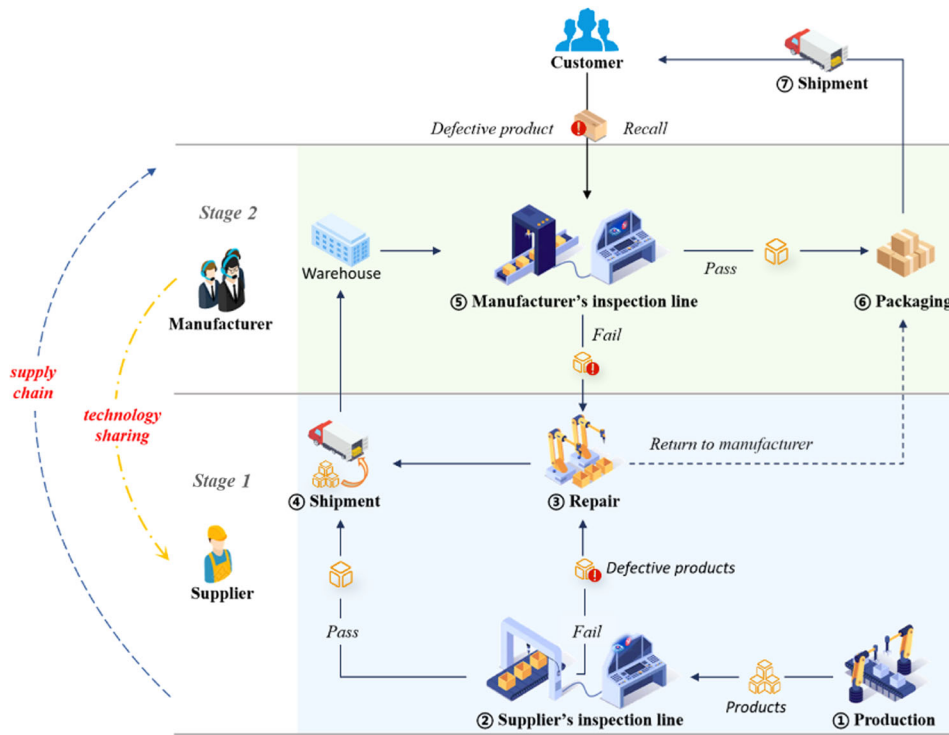 Customer
⑦ Shipment
Defective product
Recall
Stage 2
Manufacturer
Warehouse
⑤ Manufacturer's inspection line
Pass
⑥ Packaging
Fail
supply
chain
technology
sharing
Stage 1
Supplier
④ Shipment
③ Repair
Return to manufacturer
Defective products
Pass
Fail
② Supplier's inspection line
Products
① Production